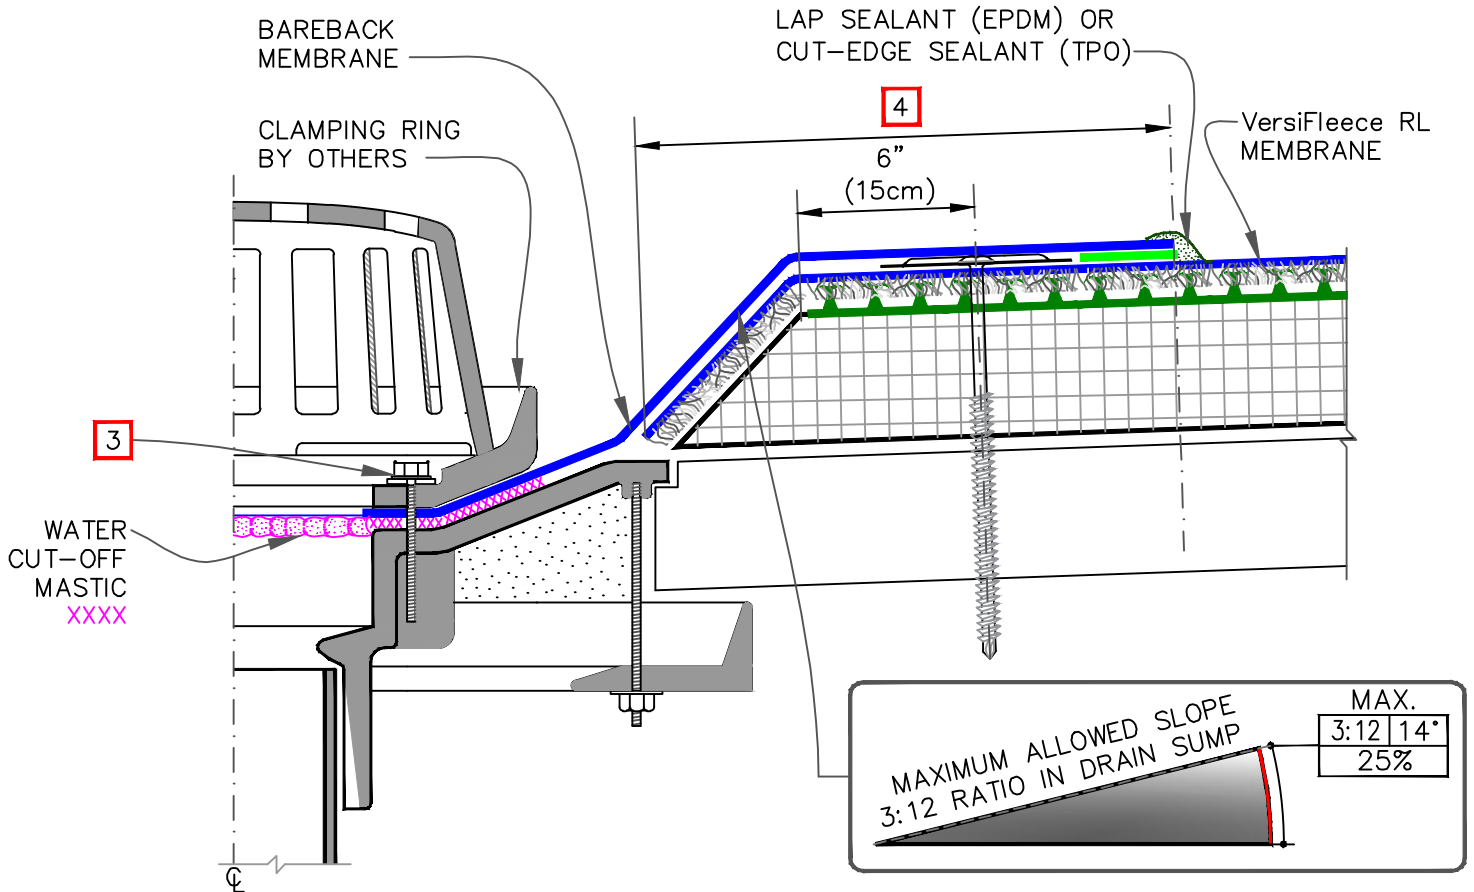 BAREBACK
MEMBRANE
LAP SEALANT (EPDM) OR
CUT-EDGE SEALANT (TPO)
4
CLAMPING RING
BY OTHERS
VersiFleece RL
MEMBRANE
6"
(15cm)
3
WATER
CUT-OFF
MASTIC
XXXX
MAXIMUM ALLOWED SLOPE
3:12 RATIO IN DRAIN SUMP
MAX.
3:12 14°
25%
℄